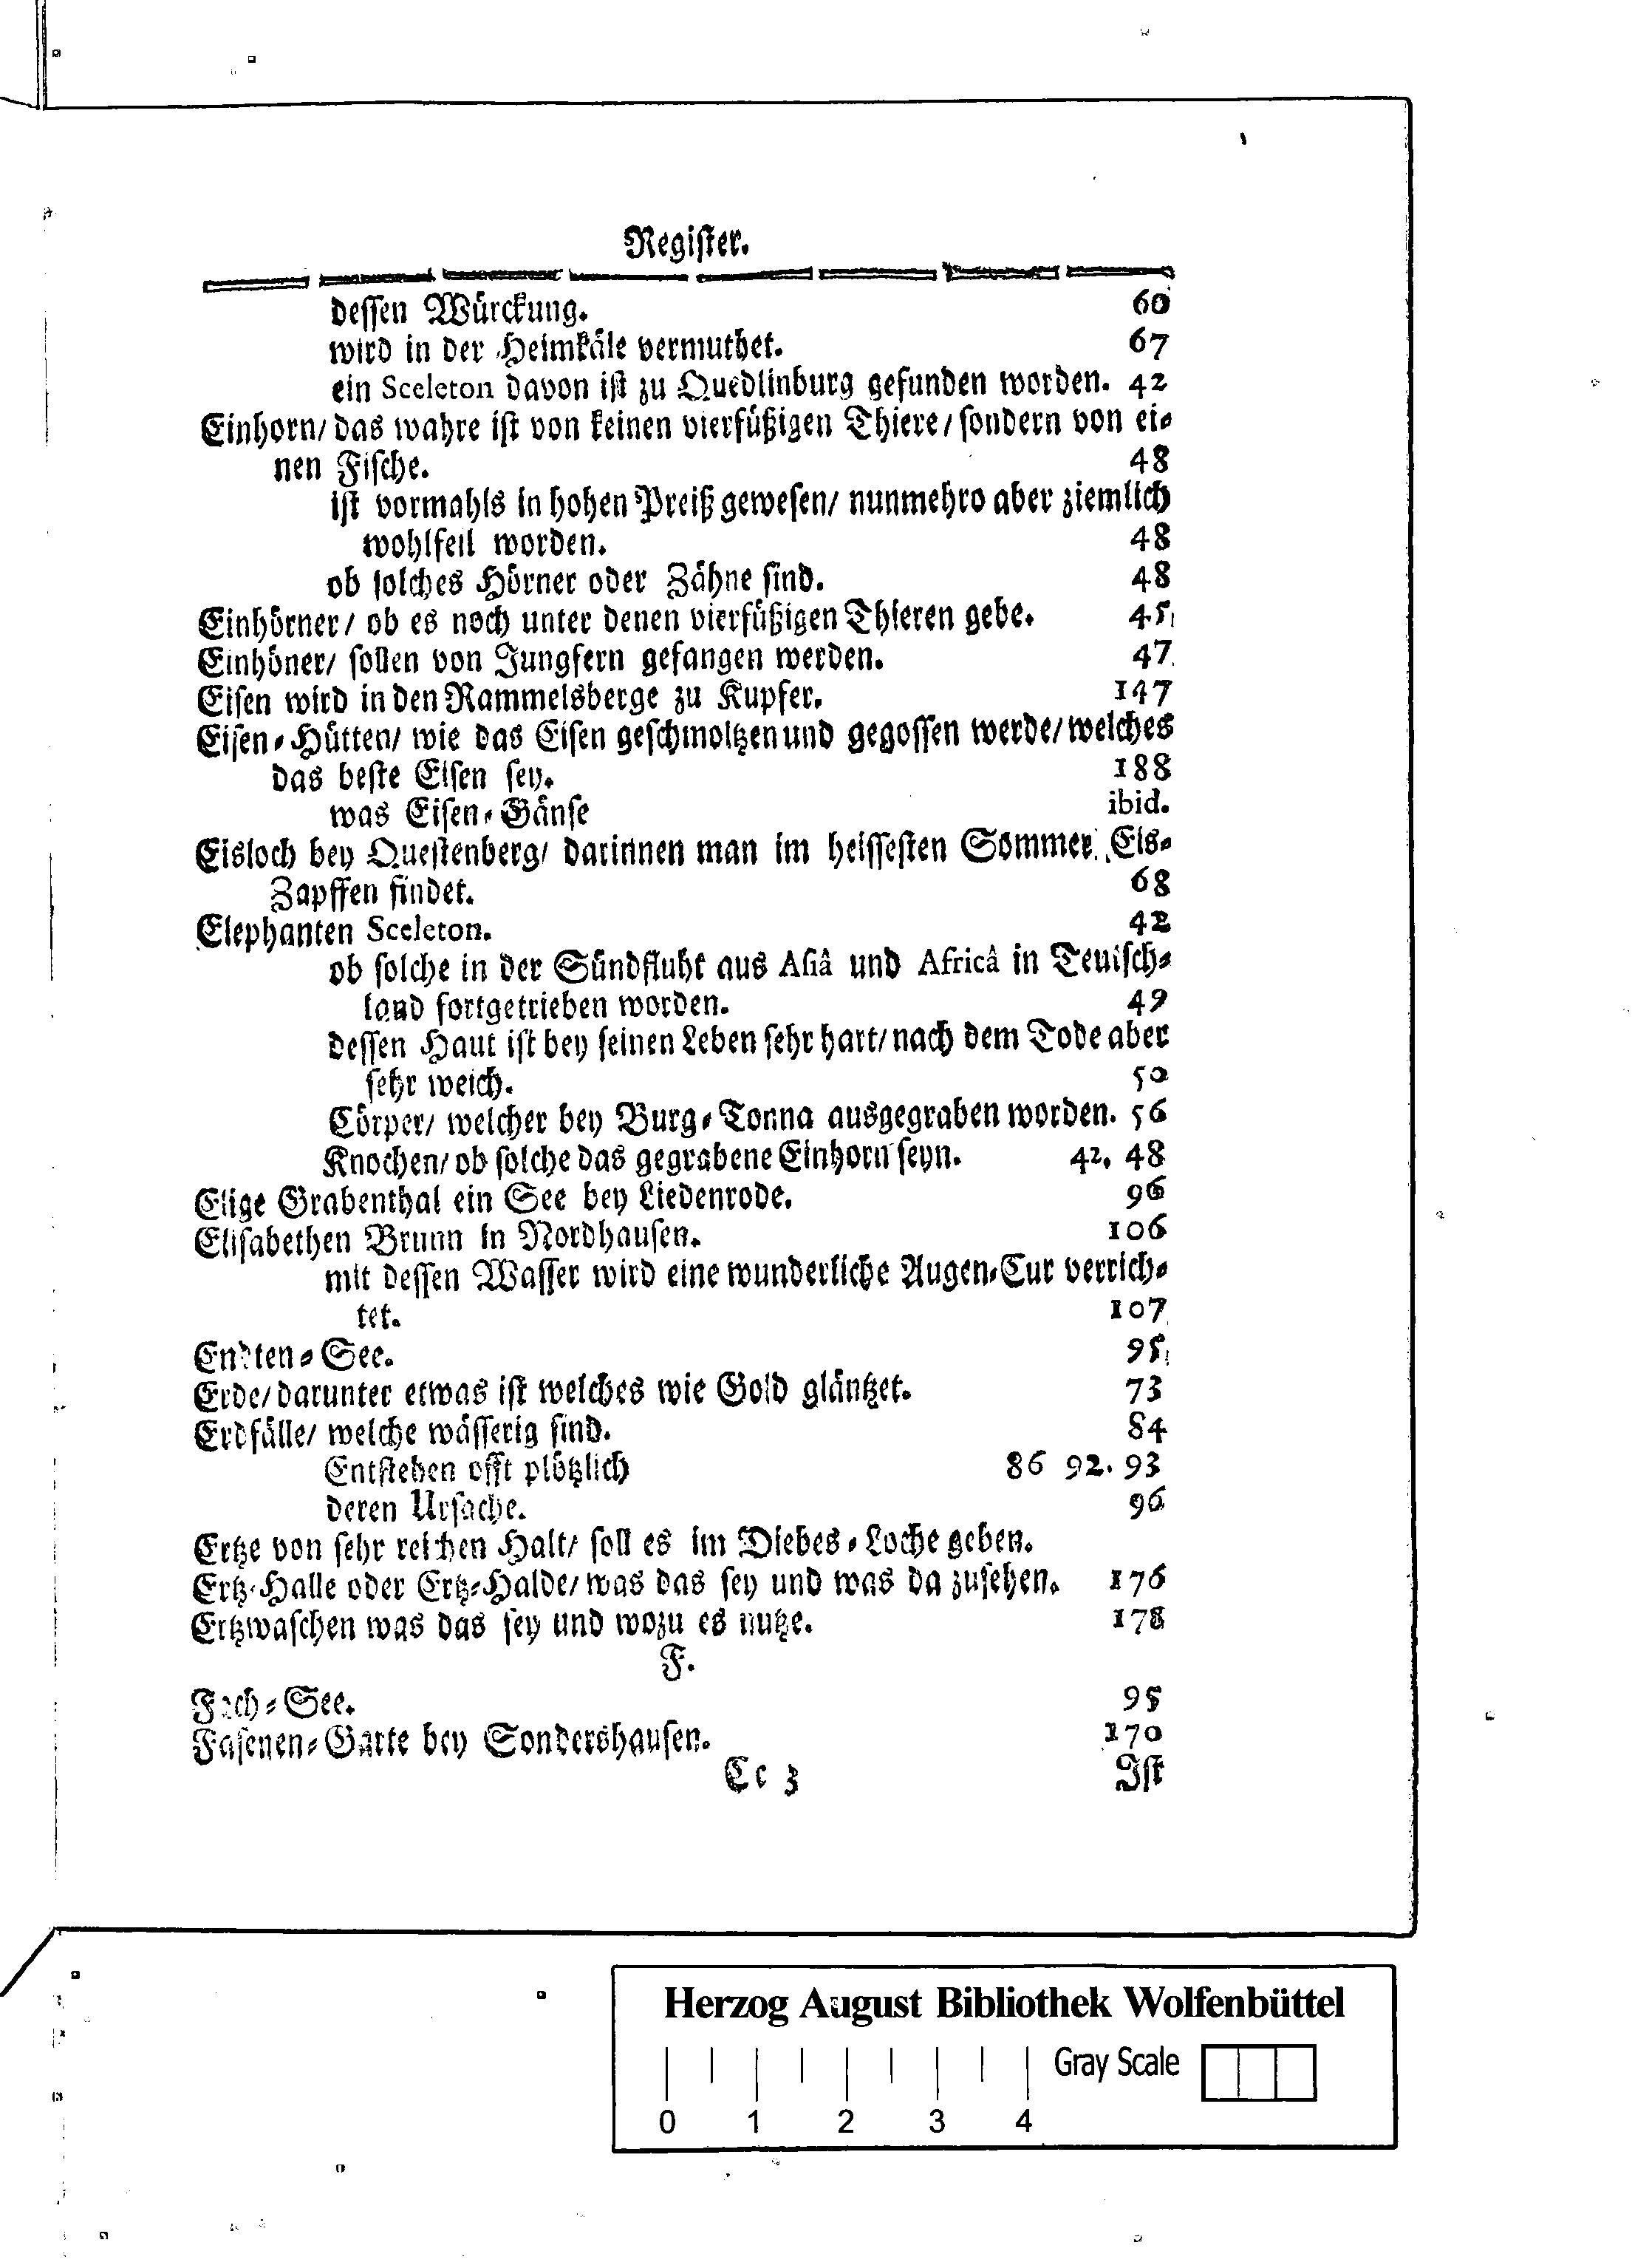 Register.
dessen Würckung. 60
wird in der Heimkäle vermuthet. 67
ein Sceleton davon ist zu Quedlinburg gefunden worden. 42
Einhorn/ das wahre ist von keinen vierfüßigen Thiere/ sondern von ei-
nen Fische. 48
ist vormahls in hohen Preiß gewesen/ nunmehro aber ziemlich
wohlfeil worden. 48
ob solches Hörner oder Zähne sind. 48
Einhörner/ ob es noch unter denen vierfüßigen Thieren gebe. 45
Einhöner/ sollen von Jungfern gefangen werden. 47
Eisen wird in den Rammelsberge zu Kupfer. 147
Eisen-Hütten/ wie das Eisen geschmoltzen und gegossen werde/ welches
das beste Eisen sey. 188
was Eisen-Gänse ibid.
Eisloch bey Questenberg/ darinnen man im heissesten Sommer Eis-
Zapffen findet. 68
Elephanten Sceleton. 42
ob solche in der Sündfluht aus Asiâ und Africâ in Teutsch-
land fortgetrieben worden. 49
dessen Haut ist bey seinen Leben sehr hart/ nach dem Tode aber
sehr weich. 50
Cörper/ welcher bey Burg-Tonna ausgegraben worden. 56
Knochen/ ob solche das gegrabene Einhorn seyn. 42. 48
Elige Grabenthal ein See bey Liedenrode. 96
Elisabethen Brunn in Nordhausen. 106
mit dessen Wasser wird eine wunderliche Augen-Cur verrich-
tet. 107
Endten-See. 95
Erde/ darunter etwas ist welches wie Gold gläntzet. 73
Erdfälle/ welche wässerig sind. 84
Entstehen offt plötzlich 86 92. 93
deren Ursache. 96
Ertze von sehr reichen Halt/ soll es im Diebes-Loche geben.
Ertz-Halle oder Ertz-Halde/ was das sey und was da zusehen. 176
Ertzwaschen was das sey und wozu es nutze. 178
F.
Fach-See. 95
Fasenen-Garte bey Sondershausen. 170
Cc 3 Ist
Herzog August Bibliothek Wolfenbüttel
Gray Scale
0 1 2 3 4